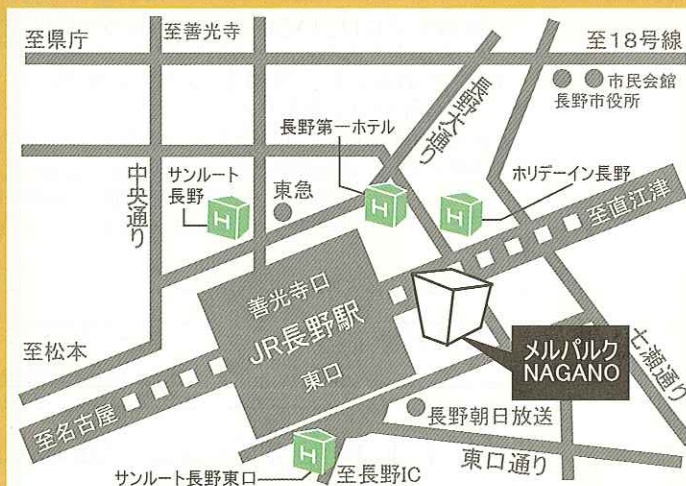 至県庁
至善光寺
至18号線
市民会館
長野市役所
長野大通り
長野第一ホテル
中央通り
サンルート
長野
H
東急
H
ホリデーイン長野
H
至直江津
善光寺口
JR長野駅
東口
至松本
至名古屋
メルパルク
NAGANO
七瀬通り
長野朝日放送
東口通り
H
サンルート長野東口
至長野IC